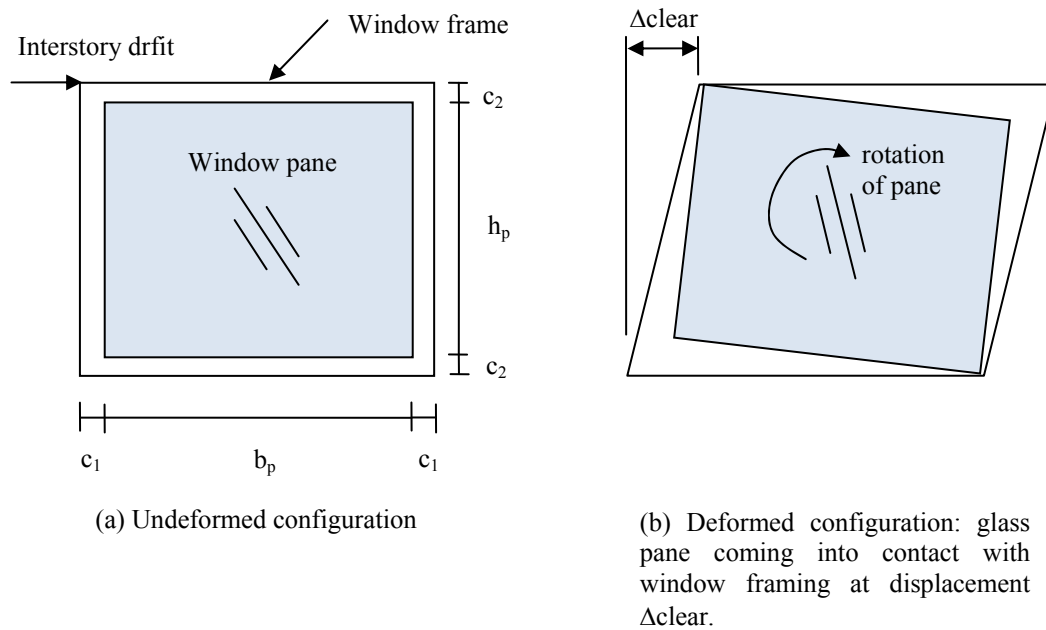 Interstory drfit
Window frame
c₂
Window pane
hₚ
c₂
c₁
bₚ
c₁
(a) Undeformed configuration
Δclear
rotation
of pane
(b) Deformed configuration: glass
pane coming into contact with
window framing at displacement
Δclear.